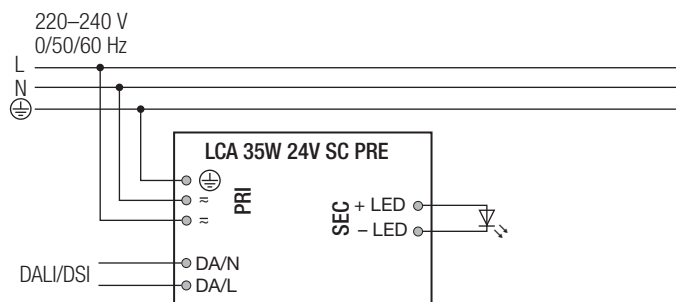 220–240 V
0/50/60 Hz
L
N
LCA 35W 24V SC PRE
PRI
≂
≂
SEC
+ LED
– LED
DALI/DSI
DA/N
DA/L